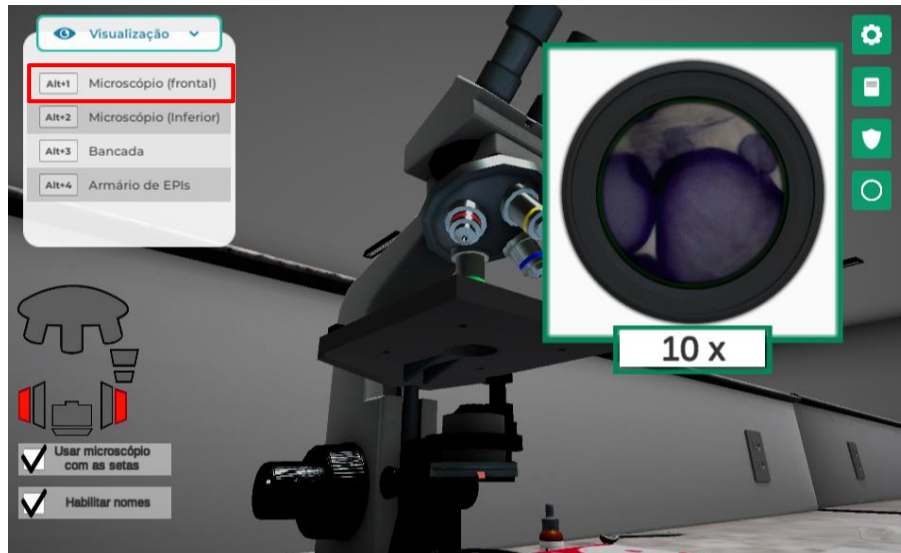 Visualização
Alt+1 Microscópio (frontal)
Alt+2 Microscópio (Inferior)
Alt+3 Bancada
Alt+4 Armário de EPIs
10 x
Usar microscópio
com as setas
Habilitar nomes